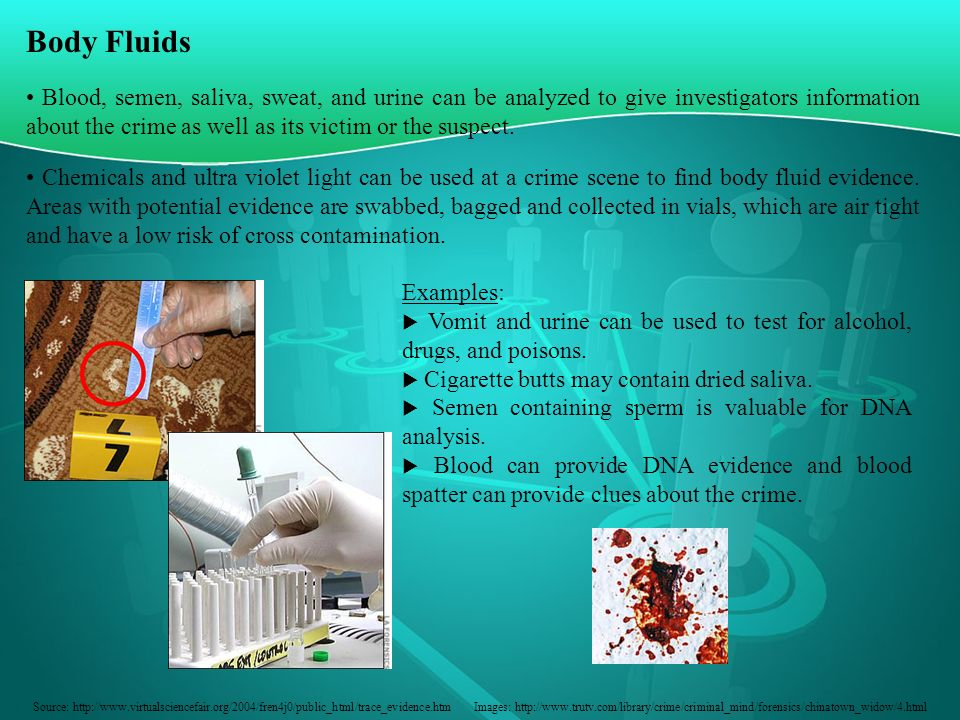 Body Fluids
• Blood, semen, saliva, sweat, and urine can be analyzed to give investigators information
about the crime as well as its victim or the suspect.
• Chemicals and ultra violet light can be used at a crime scene to find body fluid evidence.
Areas with potential evidence are swabbed, bagged and collected in vials, which are air tight
and have a low risk of cross contamination.
Examples:
► Vomit and urine can be used to test for alcohol,
drugs, and poisons.
► Cigarette butts may contain dried saliva.
► Semen containing sperm is valuable for DNA
analysis.
► Blood can provide DNA evidence and blood
spatter can provide clues about the crime.
7
CONTROL
Source: http://www.virtualsciencefair.org/2004/fren4j0/public_html/trace_evidence.htm
Images: http://www.trutv.com/library/crime/criminal_mind/forensics/chinatown_widow/4.html